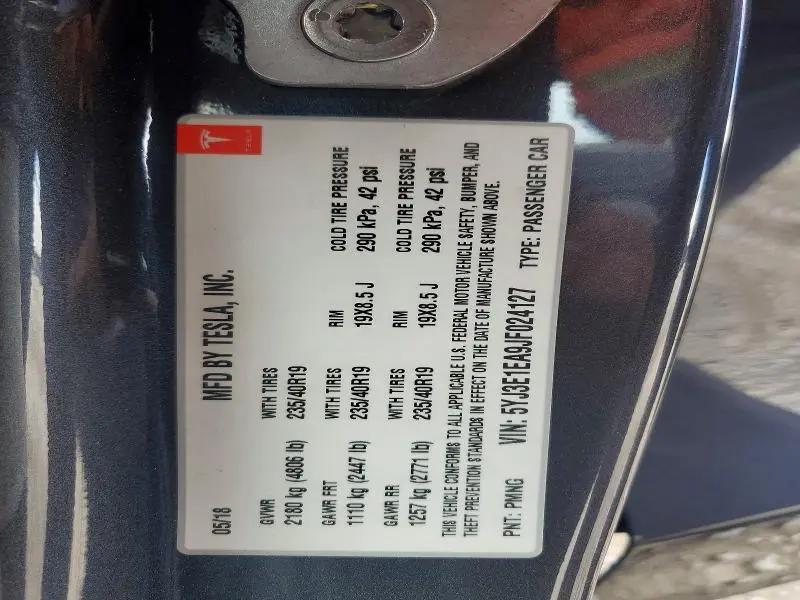 TESLA
05/18 MFD BY TESLA, INC.
GVWR WITH TIRES
2180 kg (4806 lb) 235/40R19
GAWR FRT WITH TIRES RIM COLD TIRE PRESSURE
1110 kg (2447 lb) 235/40R19 19X8.5 J 290 kPa, 42 psi
GAWR RR WITH TIRES RIM COLD TIRE PRESSURE
1257 kg (2771 lb) 235/40R19 19X8.5 J 290 kPa, 42 psi
THIS VEHICLE CONFORMS TO ALL APPLICABLE U.S. FEDERAL MOTOR VEHICLE SAFETY, BUMPER, AND
THEFT PREVENTION STANDARDS IN EFFECT ON THE DATE OF MANUFACTURE SHOWN ABOVE.
PNT: PMNG VIN: 5YJ3E1EA9JF024127 TYPE: PASSENGER CAR